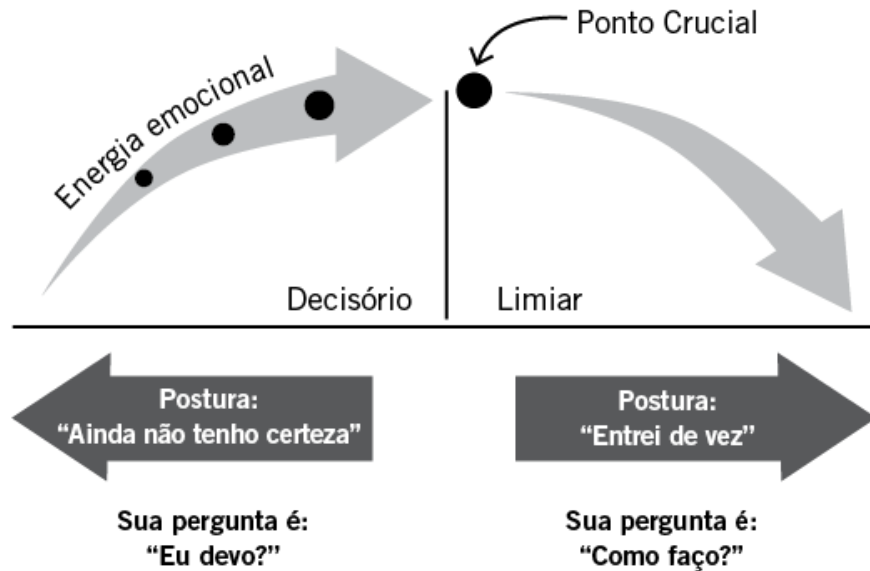 Ponto Crucial
Energia emocional
Decisório
Limiar
Postura:
“Ainda não tenho certeza”
Postura:
“Entrei de vez”
Sua pergunta é:
“Eu devo?”
Sua pergunta é:
“Como faço?”